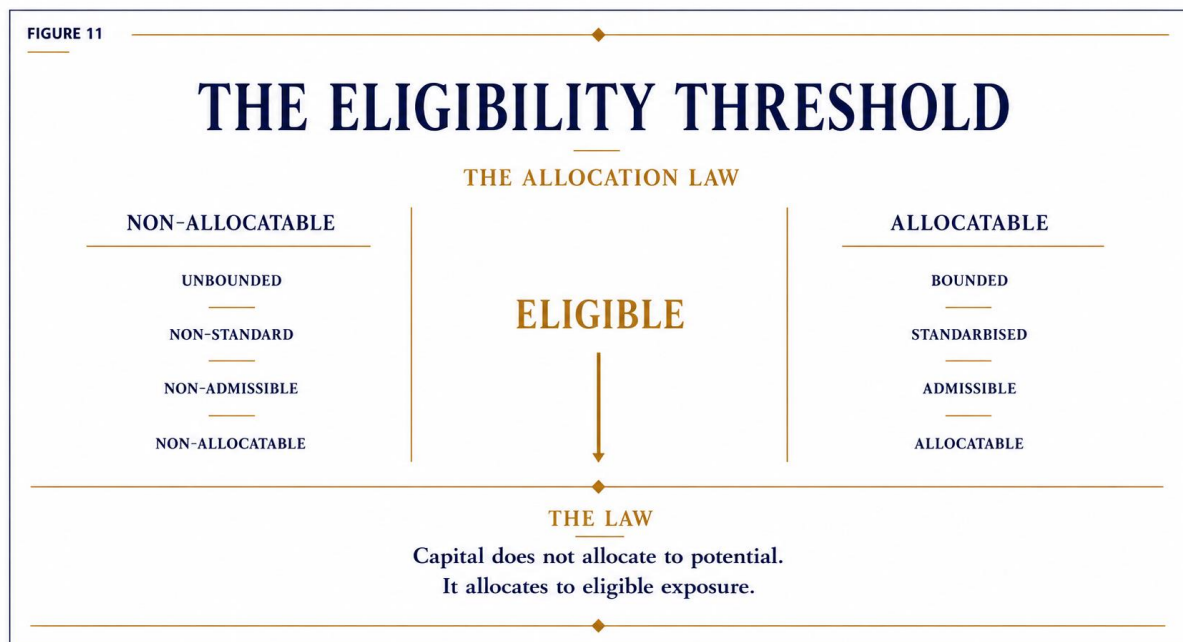 FIGURE 11
THE ELIGIBILITY THRESHOLD
THE ALLOCATION LAW
NON-ALLOCATABLE
UNBOUNDED
NON-STANDARD
NON-ADMISSIBLE
NON-ALLOCATABLE
ELIGIBLE
ALLOCATABLE
BOUNDED
STANDARBISED
ADMISSIBLE
ALLOCATABLE
THE LAW
Capital does not allocate to potential.
It allocates to eligible exposure.